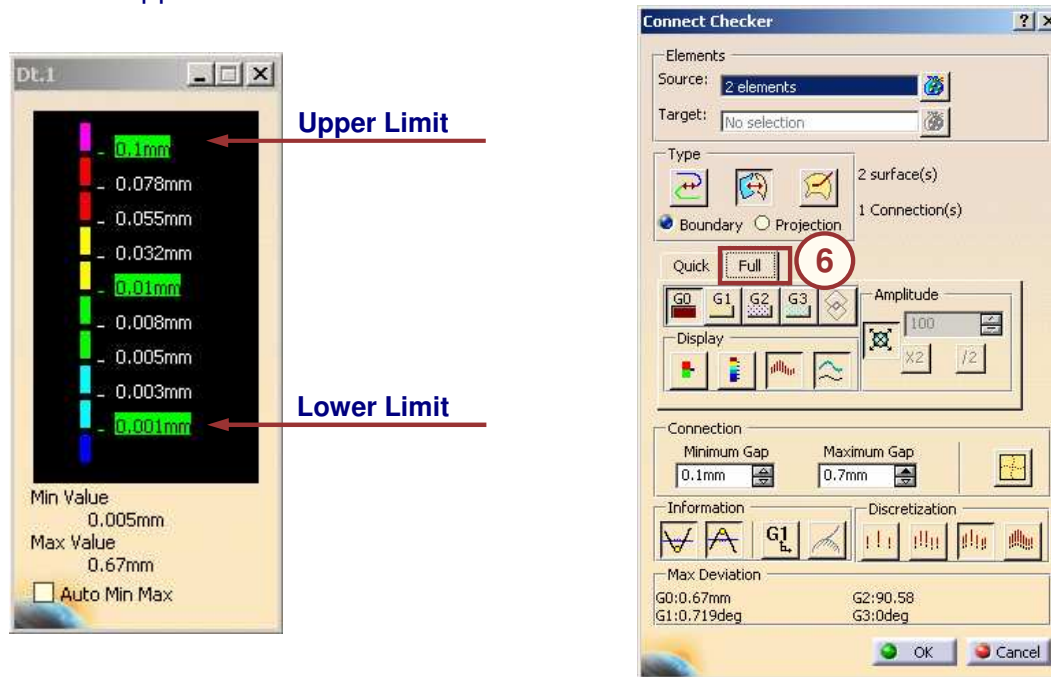 Dt.1
0.1mm
0.078mm
0.055mm
0.032mm
0.01mm
0.008mm
0.005mm
0.003mm
0.001mm
Min Value
0.005mm
Max Value
0.67mm
Auto Min Max
Upper Limit
Lower Limit
Connect Checker
Elements
Source: 2 elements
Target: No selection
Type
2 surface(s)
1 Connection(s)
Boundary Projection
Quick Full 6
G0 G1 G2 G3
Amplitude
100
X2 /2
Display
Connection
Minimum Gap Maximum Gap
0.1mm 0.7mm
Information Discretization
G1
Max Deviation
G0:0.67mm G2:90.58
G1:0.719deg G3:0deg
OK Cancel